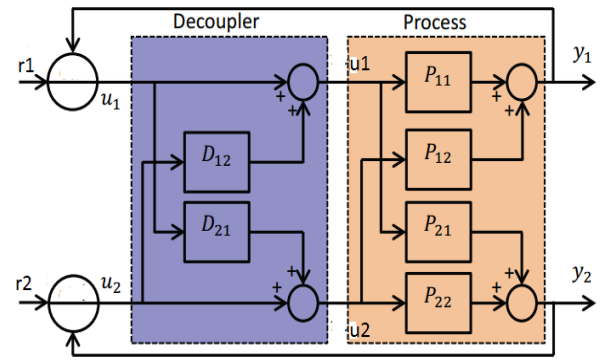 Decoupler Process
r1 u1 + + -u1 P11 + + y1
D12 P12
D21 P21
r2 u2 + + -u2 P22 + + y2